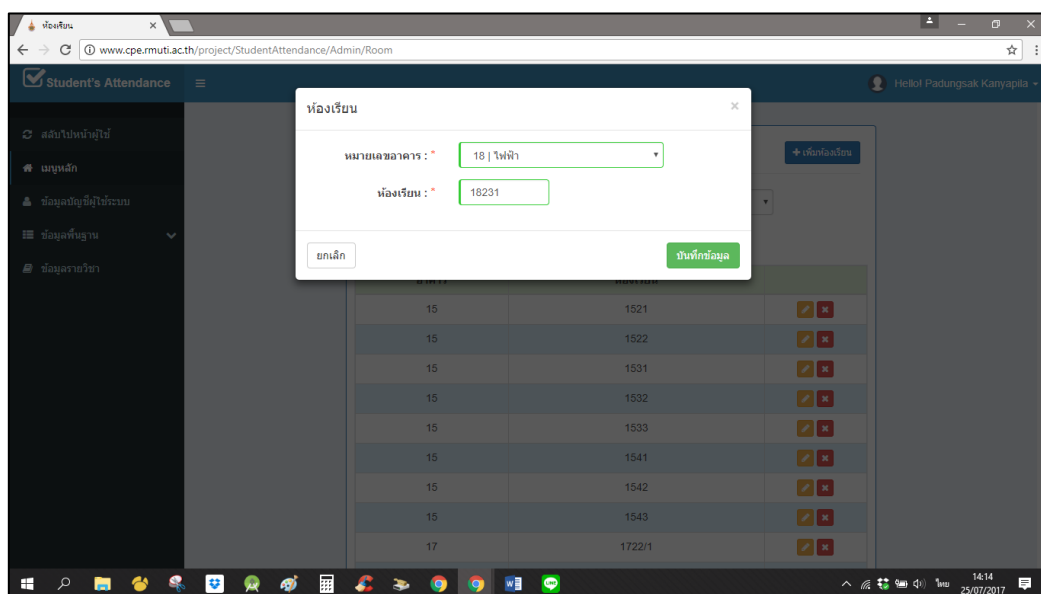 ห้องเรียน
www.cpe.rmuti.ac.th/project/StudentAttendance/Admin/Room
Student's Attendance
Hello! Padungsak Kanyapila
ห้องเรียน ×
สลับไปหน้าผู้ใช้
หมายเลขอาคาร : * 18 | ไฟฟ้า
+ เพิ่มห้องเรียน
เมนูหลัก
ห้องเรียน : * 18231
ข้อมูลบัญชีผู้ใช้ระบบ
ข้อมูลพื้นฐาน
ยกเลิก บันทึกข้อมูล
ข้อมูลรายวิชา
15 1521
15 1522
15 1531
15 1532
15 1533
15 1541
15 1542
15 1543
17 1722/1
LINE
ไทย
14:14
25/07/2017